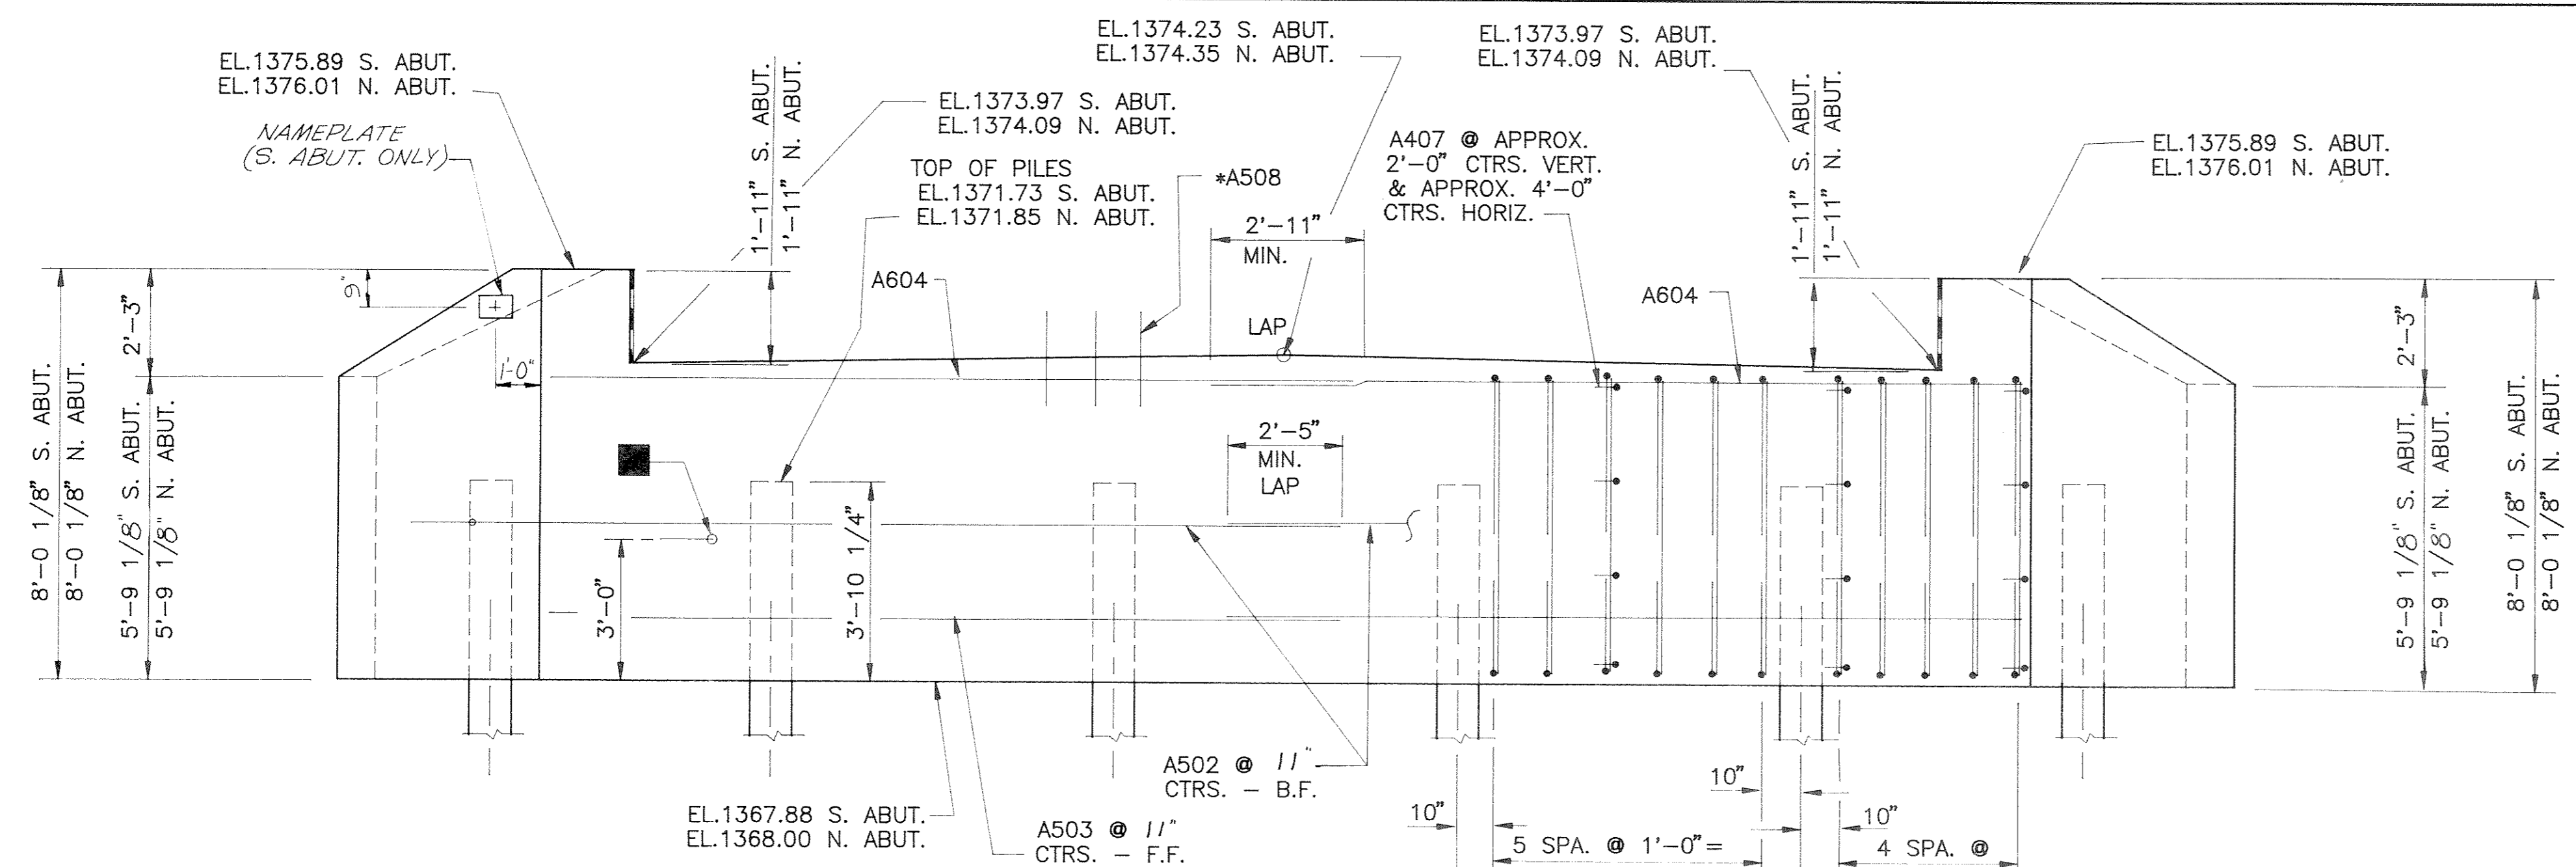 EL.1374.23 S. ABUT.
EL.1374.35 N. ABUT.
EL.1373.97 S. ABUT.
EL.1374.09 N. ABUT.
EL.1375.89 S. ABUT.
EL.1376.01 N. ABUT.
NAMEPLATE
(S. ABUT. ONLY)
1'-11" S. ABUT.
1'-11" N. ABUT.
EL.1373.97 S. ABUT.
EL.1374.09 N. ABUT.
TOP OF PILES
EL.1371.73 S. ABUT.
EL.1371.85 N. ABUT.
*A508
A407 @ APPROX.
2'-0" CTRS. VERT.
& APPROX. 4'-0"
CTRS. HORIZ.
1'-11" S. ABUT.
1'-11" N. ABUT.
EL.1375.89 S. ABUT.
EL.1376.01 N. ABUT.
2'-11"
MIN.
LAP
9"
A604
A604
2'-3"
2'-3"
1'-0"
8'-0 1/8" S. ABUT.
8'-0 1/8" N. ABUT.
5'-9 1/8" S. ABUT.
5'-9 1/8" N. ABUT.
2'-5"
MIN.
LAP
3'-0"
3'-10 1/4"
5'-9 1/8" S. ABUT.
5'-9 1/8" N. ABUT.
8'-0 1/8" S. ABUT.
8'-0 1/8" N. ABUT.
A502 @ 11"
CTRS. - B.F.
EL.1367.88 S. ABUT.
EL.1368.00 N. ABUT.
A503 @ 11"
CTRS. - F.F.
10"
10"
10"
5 SPA. @ 1'-0"=
4 SPA. @